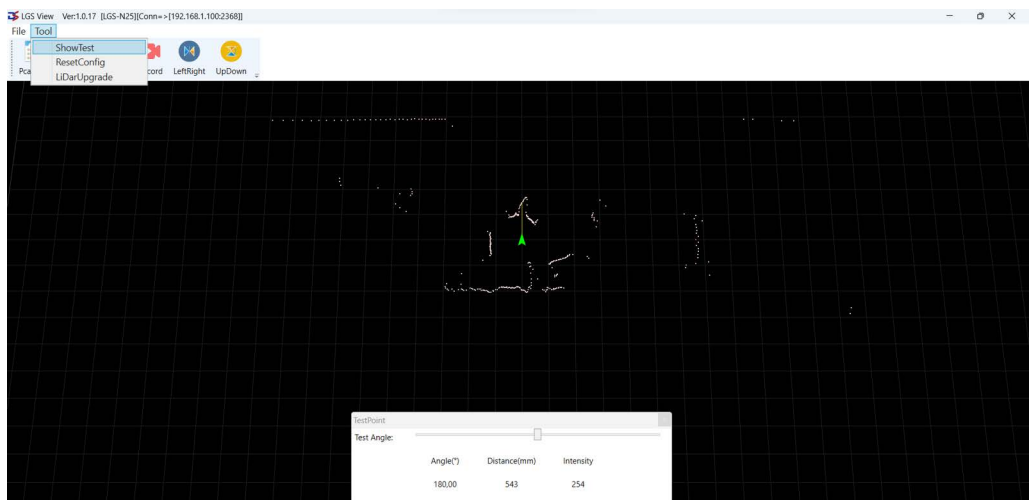 LGS View Ver:1.0.17 [LGS-N25][Conn=>[192.168.1.100:2368]]
File Tool
ShowTest
ResetConfig
LiDarUpgrade
Pca cord LeftRight UpDown
TestPoint
Test Angle:
Angle(°) Distance(mm) Intensity
180,00 543 254